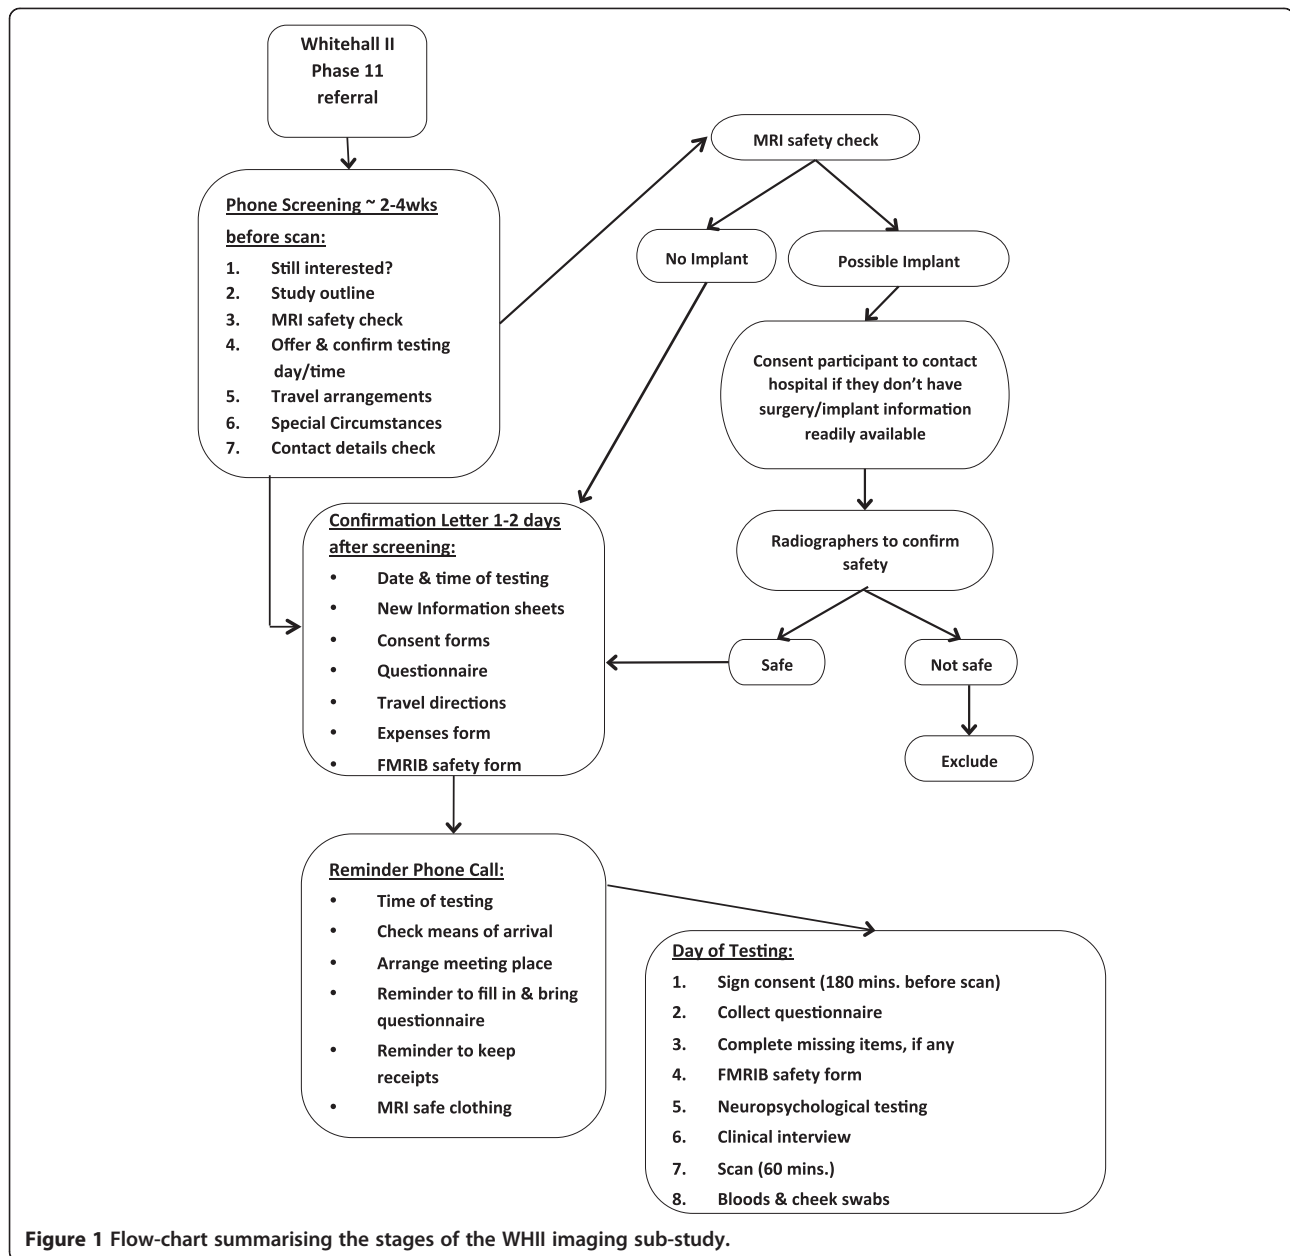 Whitehall II
Phase 11
referral
Phone Screening ~ 2-4wks
before scan:
1. Still interested?
2. Study outline
3. MRI safety check
4. Offer & confirm testing
day/time
5. Travel arrangements
6. Special Circumstances
7. Contact details check
MRI safety check
No Implant
Possible Implant
Consent participant to contact
hospital if they don’t have
surgery/implant information
readily available
Radiographers to confirm
safety
Safe
Not safe
Exclude
Confirmation Letter 1-2 days
after screening:
• Date & time of testing
• New Information sheets
• Consent forms
• Questionnaire
• Travel directions
• Expenses form
• FMRIB safety form
Reminder Phone Call:
• Time of testing
• Check means of arrival
• Arrange meeting place
• Reminder to fill in & bring
questionnaire
• Reminder to keep
receipts
• MRI safe clothing
Day of Testing:
1. Sign consent (180 mins. before scan)
2. Collect questionnaire
3. Complete missing items, if any
4. FMRIB safety form
5. Neuropsychological testing
6. Clinical interview
7. Scan (60 mins.)
8. Bloods & cheek swabs
Figure 1 Flow-chart summarising the stages of the WHII imaging sub-study.